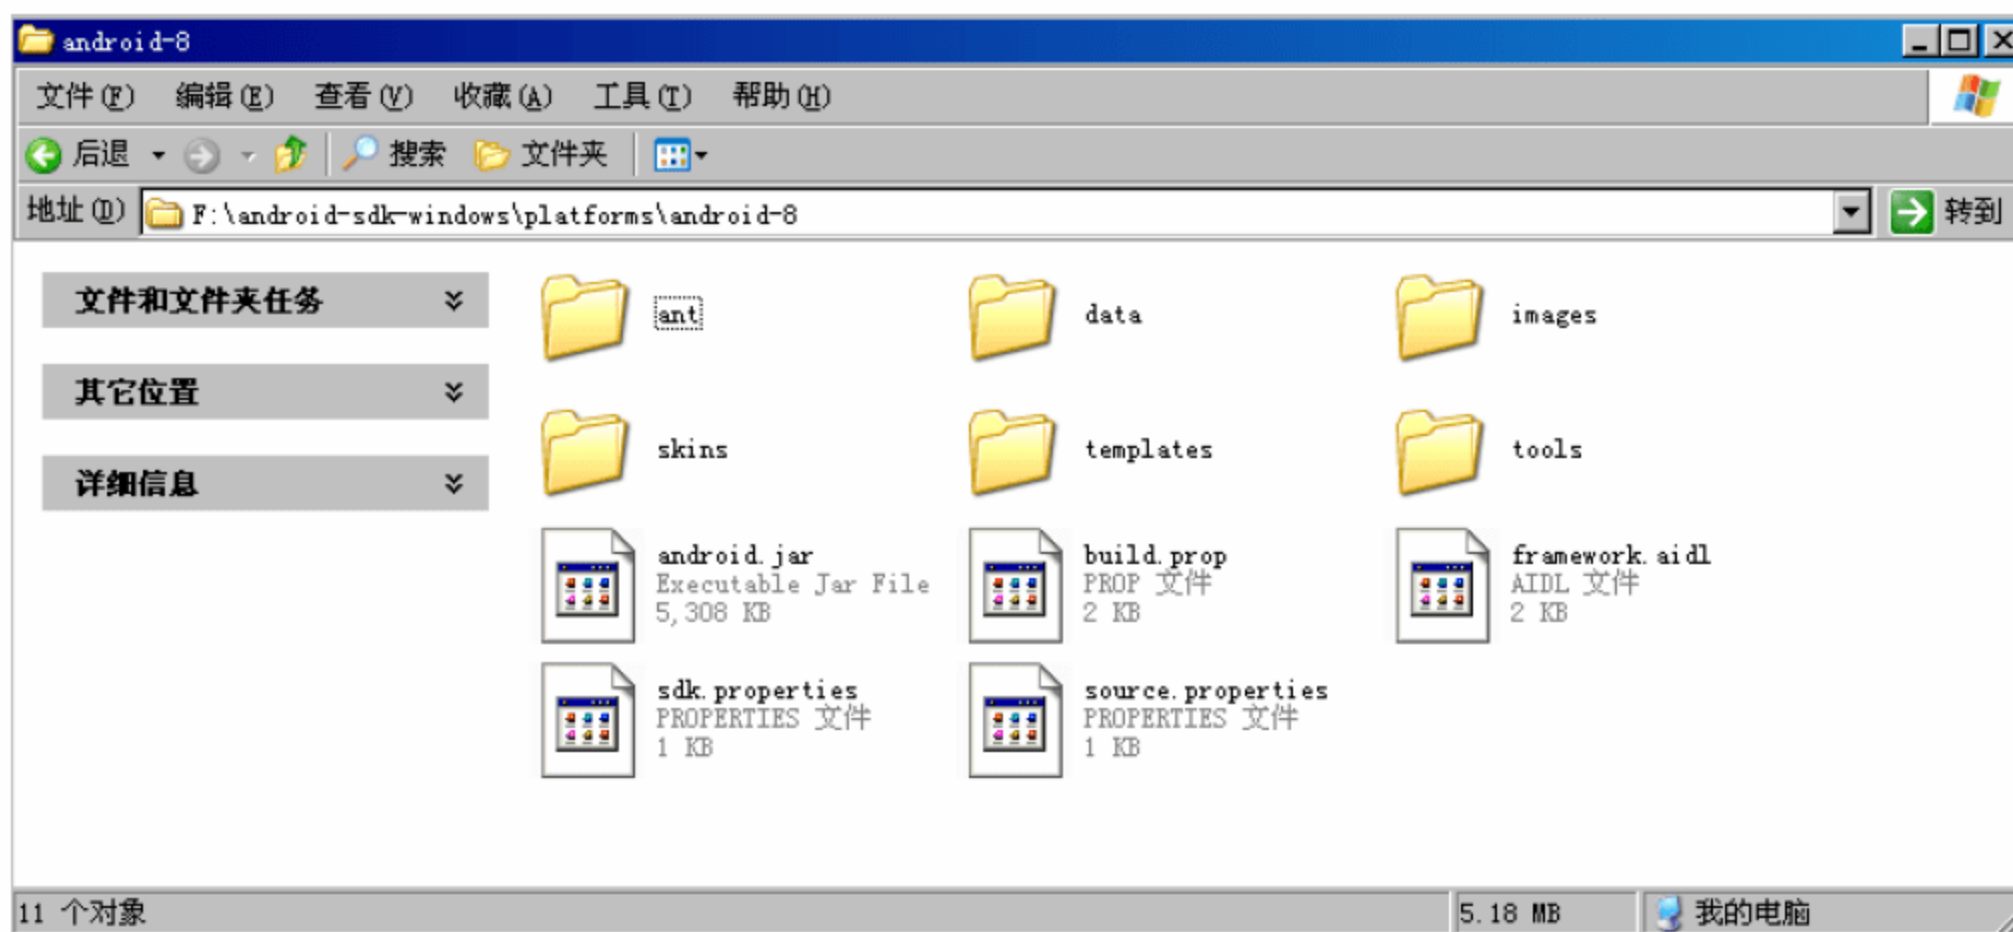 android-8
文件(F) 编辑(E) 查看(V) 收藏(A) 工具(T) 帮助(H)
后退 搜索 文件夹
地址(D) F:\android-sdk-windows\platforms\android-8 转到
文件和文件夹任务
其它位置
详细信息
ant data images
skins templates tools
android.jar
Executable Jar File
5,308 KB
build.prop
PROP 文件
2 KB
framework.aidl
AIDL 文件
2 KB
sdk.properties
PROPERTIES 文件
1 KB
source.properties
PROPERTIES 文件
1 KB
11 个对象 5.18 MB 我的电脑